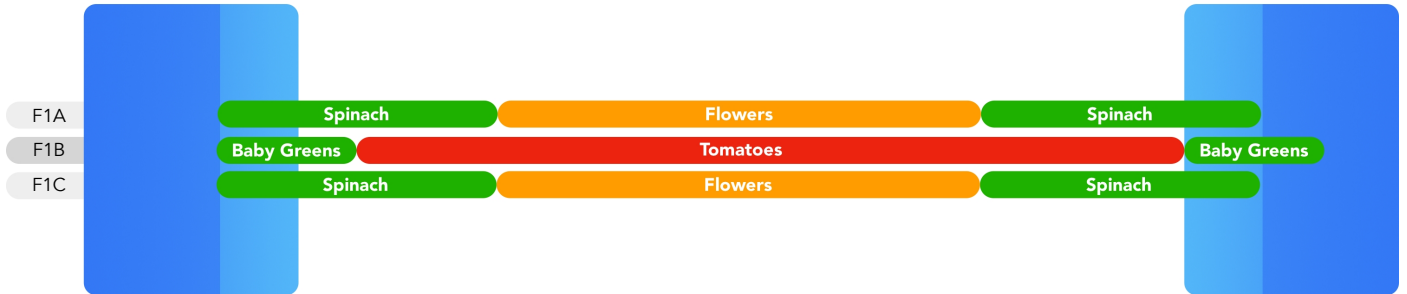 F1A Spinach Flowers Spinach
F1B Baby Greens Tomatoes Baby Greens
F1C Spinach Flowers Spinach